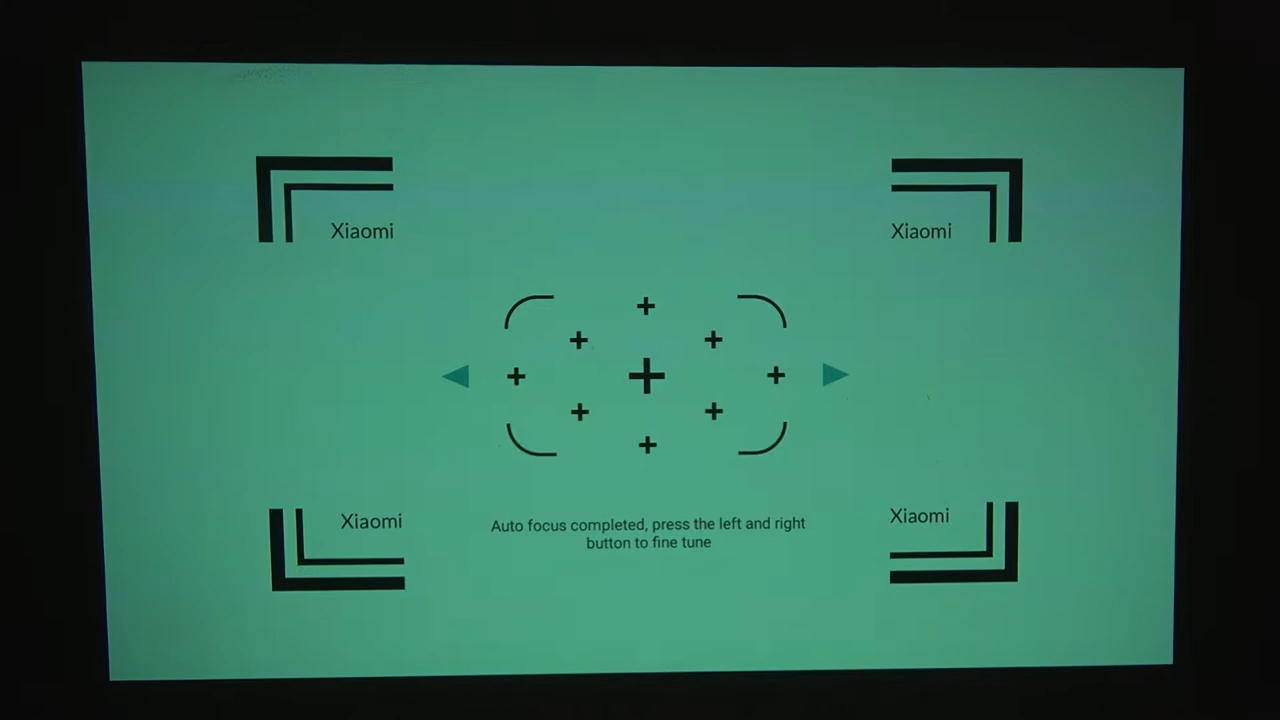 Xiaomi
Xiaomi
Xiaomi
Auto focus completed, press the left and right
button to fine tune
Xiaomi